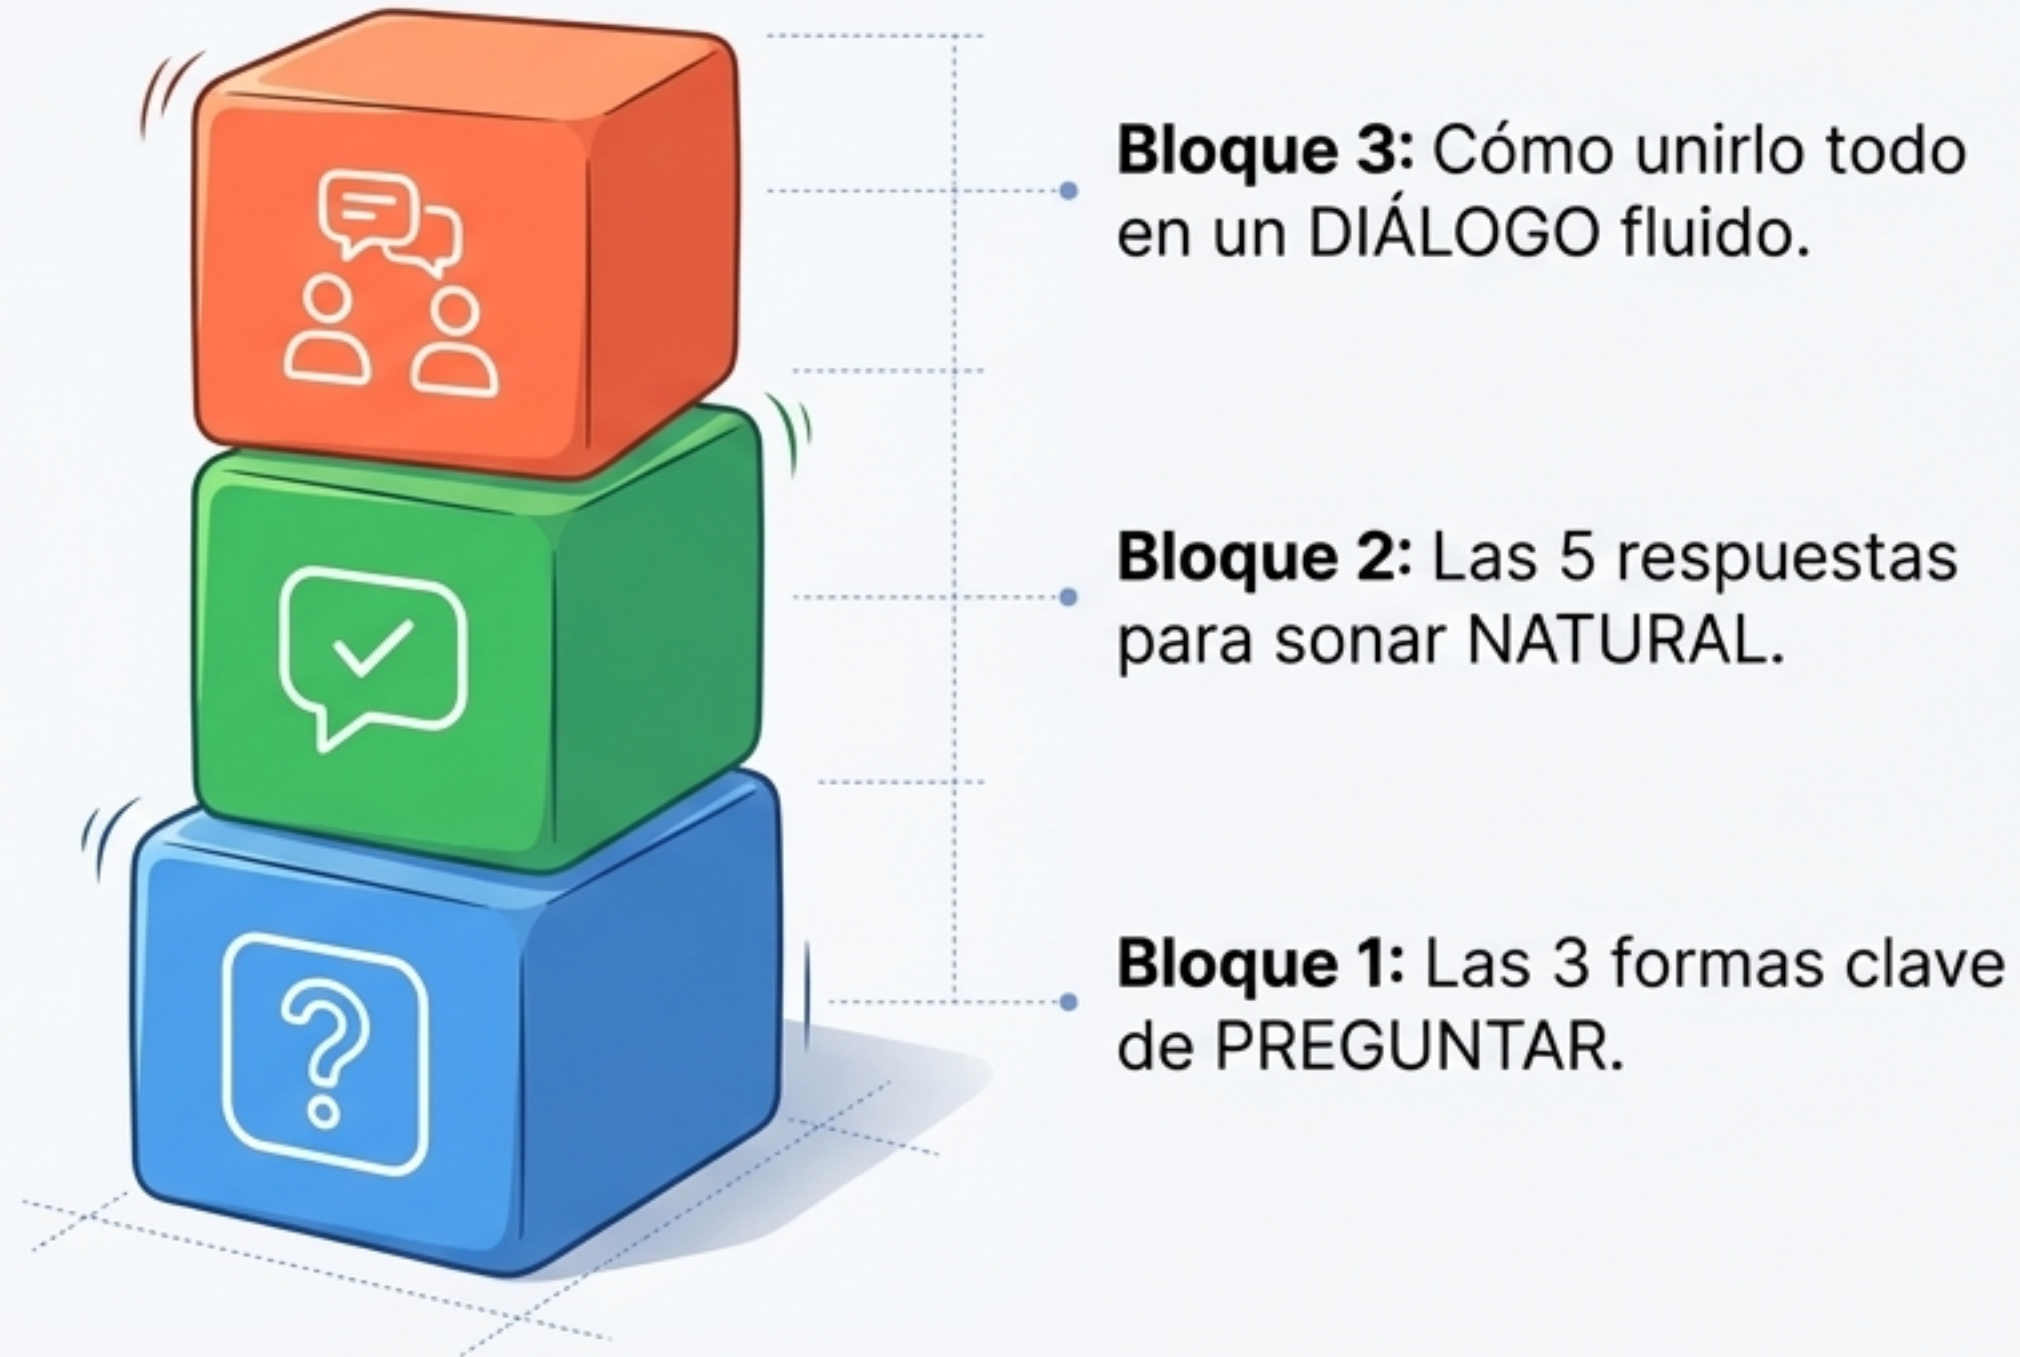 Bloque 3: Cómo unirlo todo
en un DIÁLOGO fluido.
Bloque 2: Las 5 respuestas
para sonar NATURAL.
Bloque 1: Las 3 formas clave
de PREGUNTAR.